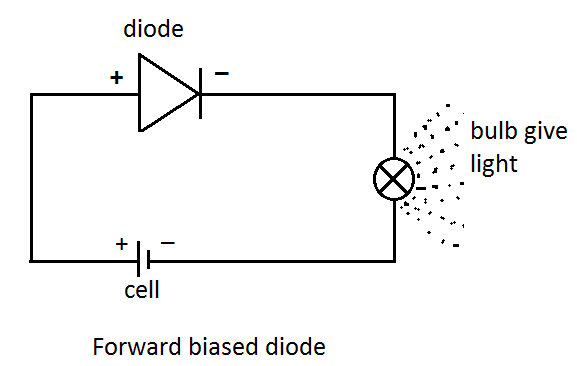 diode
+ −
bulb give
light
+ −
cell
Forward biased diode